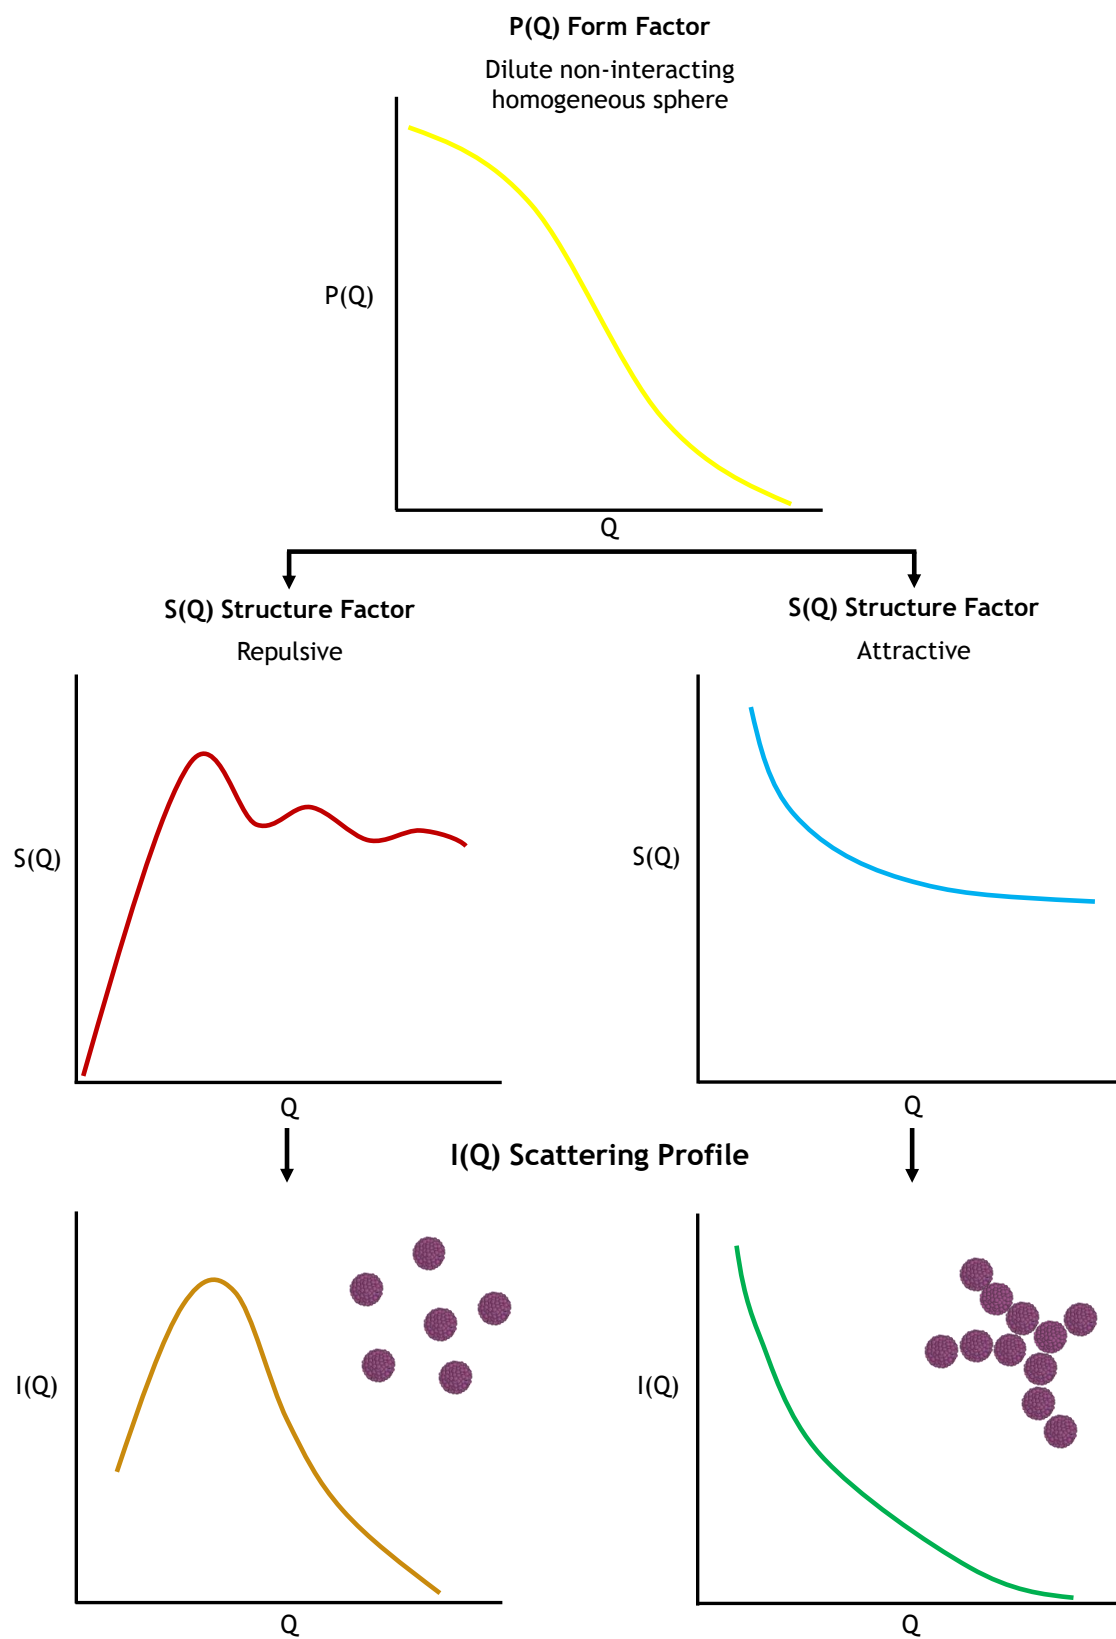 P(Q) Form Factor
Dilute non-interacting
homogeneous sphere
P(Q)
Q
S(Q) Structure Factor
Repulsive
S(Q)
Q
S(Q) Structure Factor
Attractive
S(Q)
Q
I(Q) Scattering Profile
I(Q)
Q
I(Q)
Q